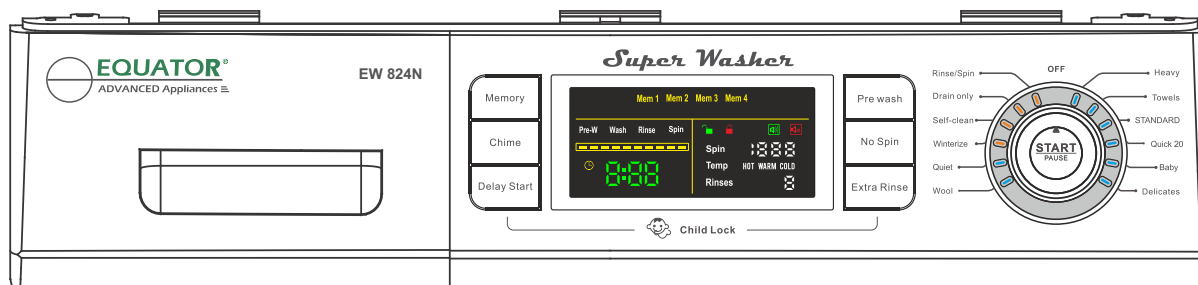 EQUATOR®
ADVANCED Appliances
EW 824N
Super Washer
Memory
Chime
Delay Start
Mem 1 Mem 2 Mem 3 Mem 4
Pre-W Wash Rinse Spin
8:88
Spin 1888
Temp HOT WARM COLD
Rinses 8
Pre wash
No Spin
Extra Rinse
Child Lock
OFF
Rinse/Spin
Drain only
Self-clean
Winterize
Quiet
Wool
Heavy
Towels
STANDARD
Quick 20
Baby
Delicates
START
PAUSE